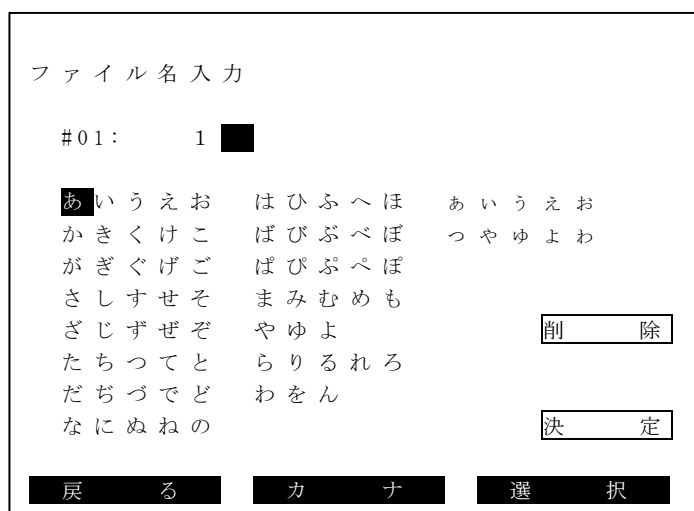 ファイル名入力
#01: 1
あいうえお はひふへほ ぁぃぅぇぉ
かきくけこ ばびぶべぼ っゃゅょゎ
がぎぐげご ぱぴぷぺぽ
さしすせそ まみむめも
ざじずぜぞ やゆよ 削 除
たちつてと らりるれろ
だぢづでど わをん
なにぬねの 決 定
戻 る カ ナ 選 択